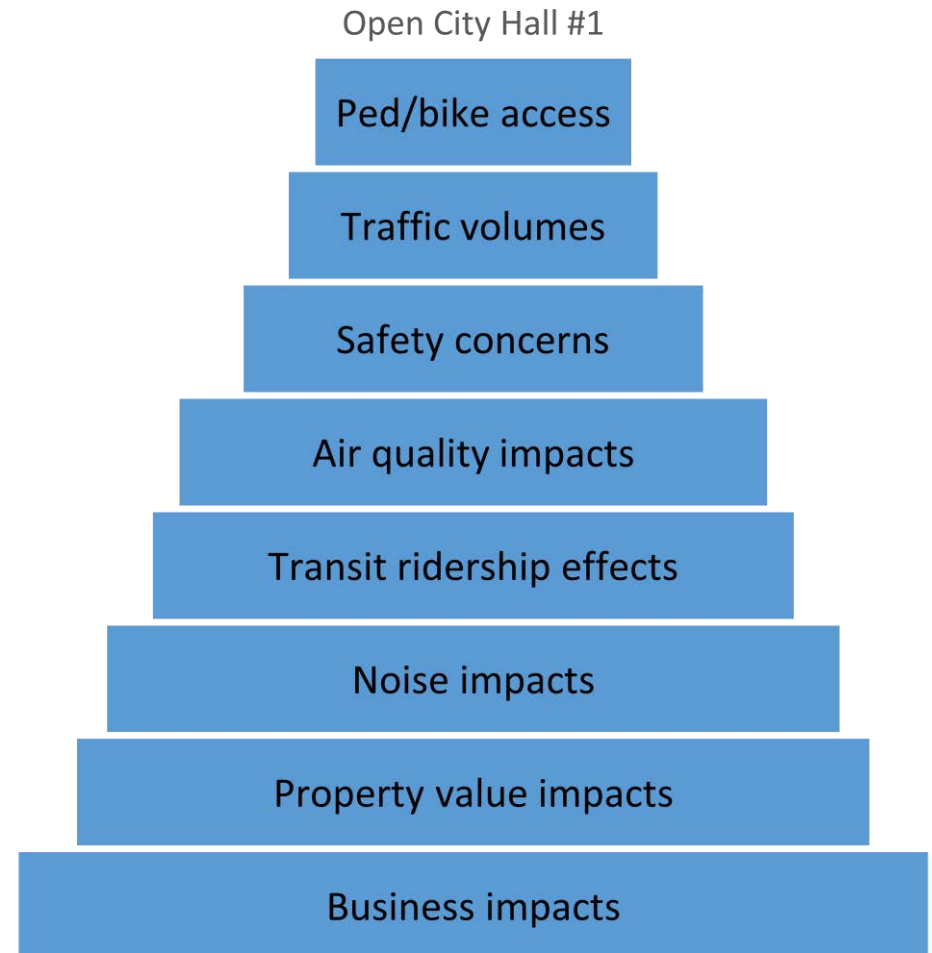 Open City Hall #1
Ped/bike access
Traffic volumes
Safety concerns
Air quality impacts
Transit ridership effects
Noise impacts
Property value impacts
Business impacts